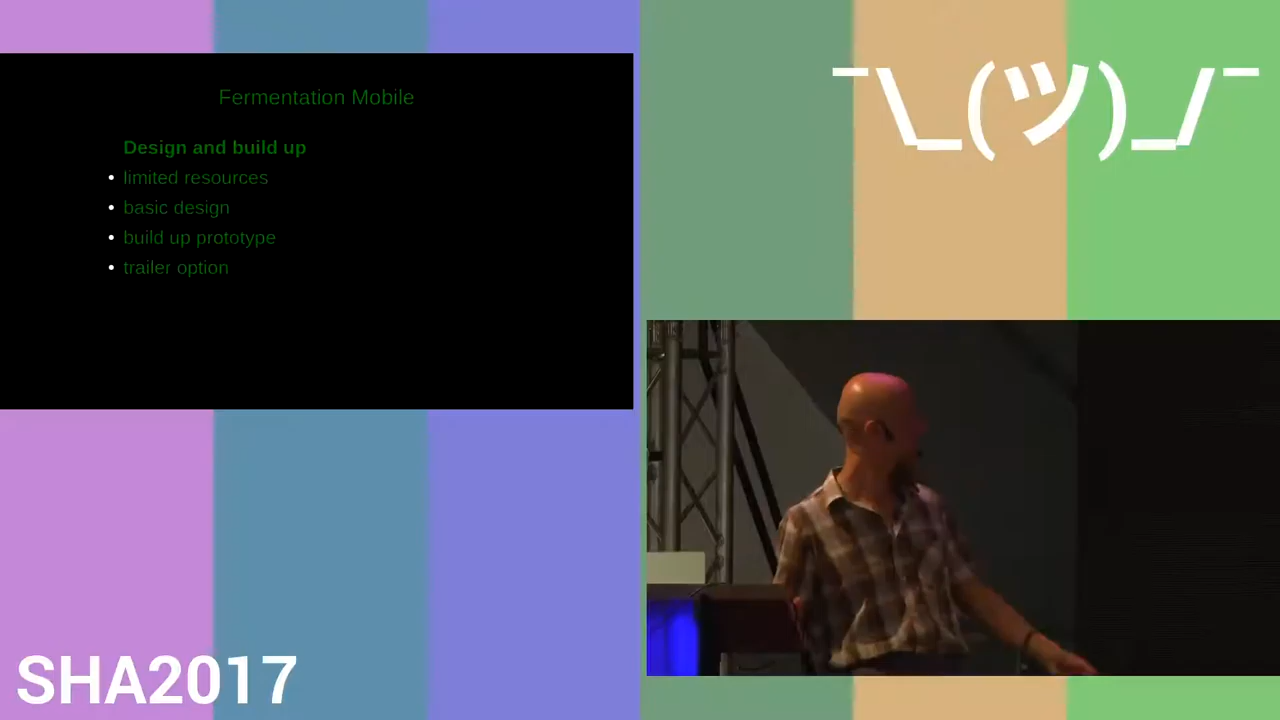 Fermentation Mobile
Design and build up
limited resources
basic design
build up prototype
trailer option
¯\_(ツ)_/¯
SHA2017